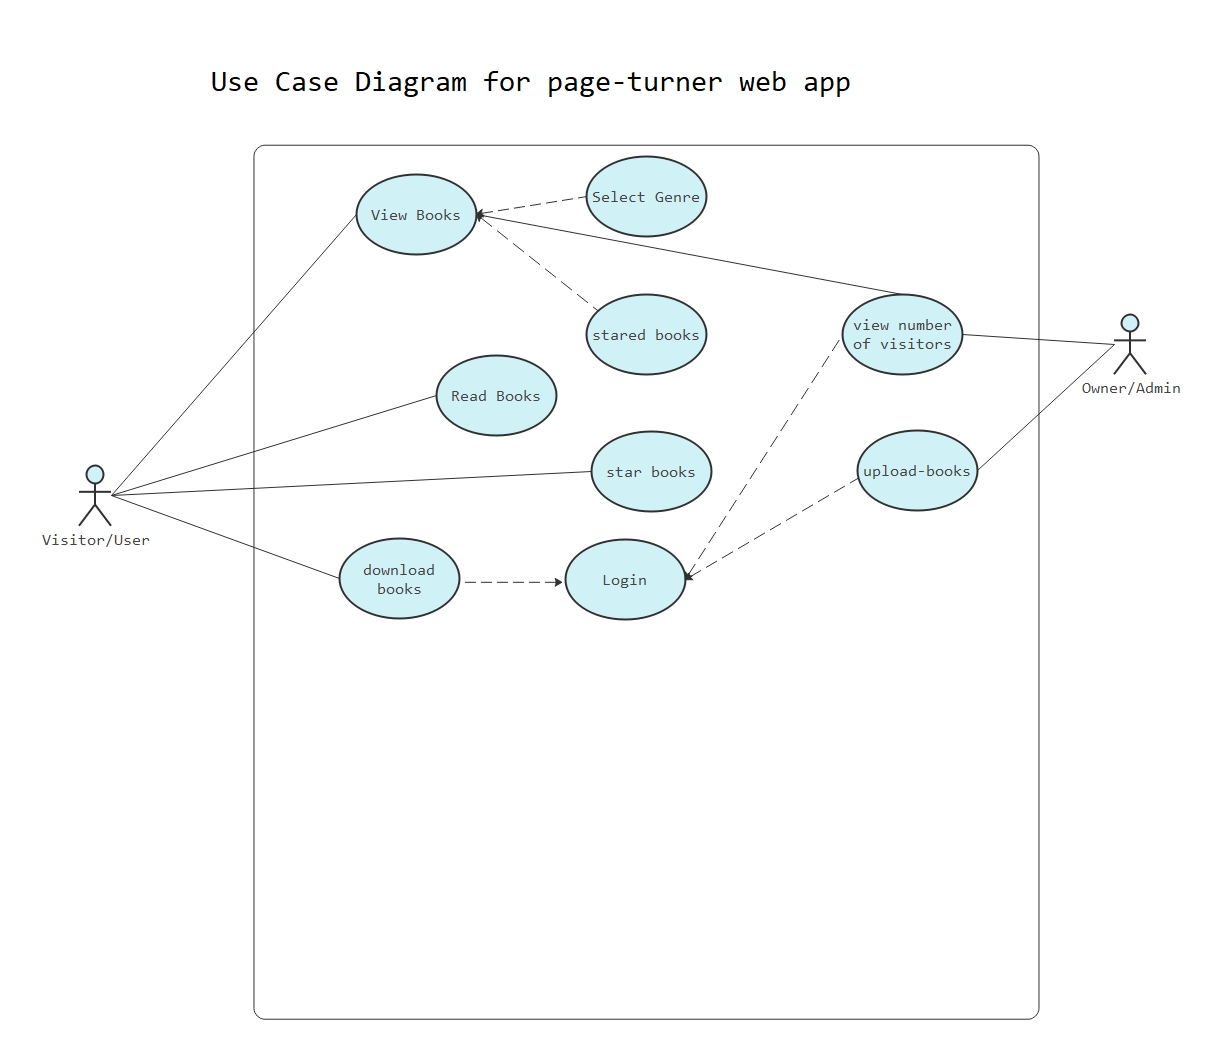 Use Case Diagram for page-turner web app
Select Genre
View Books
stared books
view number
of visitors
Owner/Admin
Read Books
star books
upload-books
Visitor/User
download
books
Login